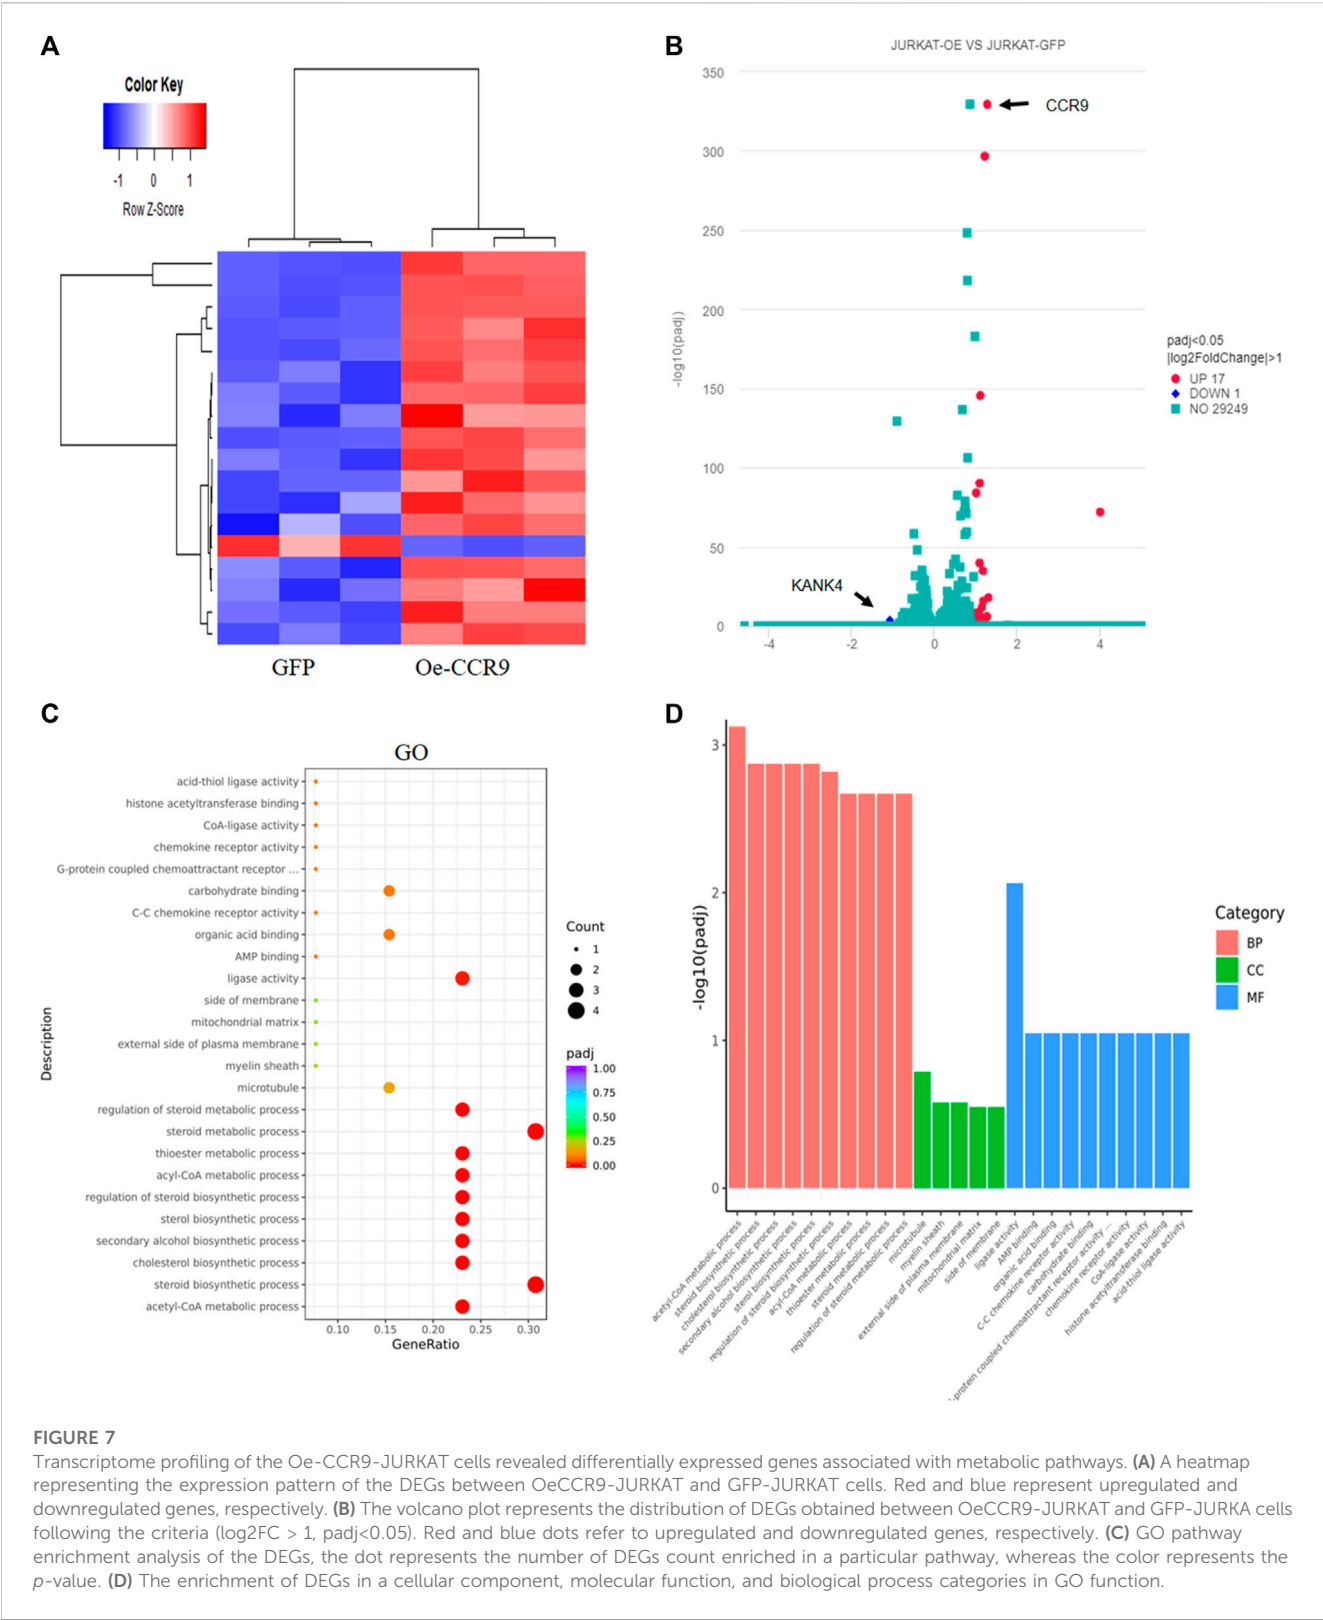 A
Color Key
-1 0 1
Row Z-Score
GFP Oe-CCR9
B
JURKAT-OE VS JURKAT-GFP
350
300
250
200
150
100
50
0
-log10(padj)
-4 -2 0 2 4
CCR9
KANK4
padj<0.05
|log2FoldChange|>1
UP 17
DOWN 1
NO 29249
C
GO
Description
acid-thiol ligase activity
histone acetyltransferase binding
CoA-ligase activity
chemokine receptor activity
G-protein coupled chemoattractant receptor ...
carbohydrate binding
C-C chemokine receptor activity
organic acid binding
AMP binding
ligase activity
side of membrane
mitochondrial matrix
external side of plasma membrane
myelin sheath
microtubule
regulation of steroid metabolic process
steroid metabolic process
thioester metabolic process
acyl-CoA metabolic process
regulation of steroid biosynthetic process
sterol biosynthetic process
secondary alcohol biosynthetic process
cholesterol biosynthetic process
steroid biosynthetic process
acetyl-CoA metabolic process
0.10 0.15 0.20 0.25 0.30
GeneRatio
Count
1
2
3
4
padj
1.00
0.75
0.50
0.25
0.00
D
3
2
1
0
-log10(padj)
acetyl-CoA metabolic process
steroid biosynthetic process
cholesterol biosynthetic process
secondary alcohol biosynthetic process
sterol biosynthetic process
regulation of steroid biosynthetic process
acyl-CoA metabolic process
thioester metabolic process
steroid metabolic process
regulation of steroid metabolic process
microtubule
myelin sheath
external side of plasma membrane
mitochondrial matrix
side of membrane
ligase activity
AMP binding
organic acid binding
C-C chemokine receptor activity
carbohydrate binding
-protein coupled chemoattractant receptor activity ...
chemokine receptor activity
CoA-ligase activity
histone acetyltransferase binding
acid-thiol ligase activity
Category
BP
CC
MF
FIGURE 7
Transcriptome profiling of the Oe-CCR9-JURKAT cells revealed differentially expressed genes associated with metabolic pathways. (A) A heatmap
representing the expression pattern of the DEGs between OeCCR9-JURKAT and GFP-JURKAT cells. Red and blue represent upregulated and
downregulated genes, respectively. (B) The volcano plot represents the distribution of DEGs obtained between OeCCR9-JURKAT and GFP-JURKA cells
following the criteria (log2FC > 1, padj<0.05). Red and blue dots refer to upregulated and downregulated genes, respectively. (C) GO pathway
enrichment analysis of the DEGs, the dot represents the number of DEGs count enriched in a particular pathway, whereas the color represents the
p-value. (D) The enrichment of DEGs in a cellular component, molecular function, and biological process categories in GO function.